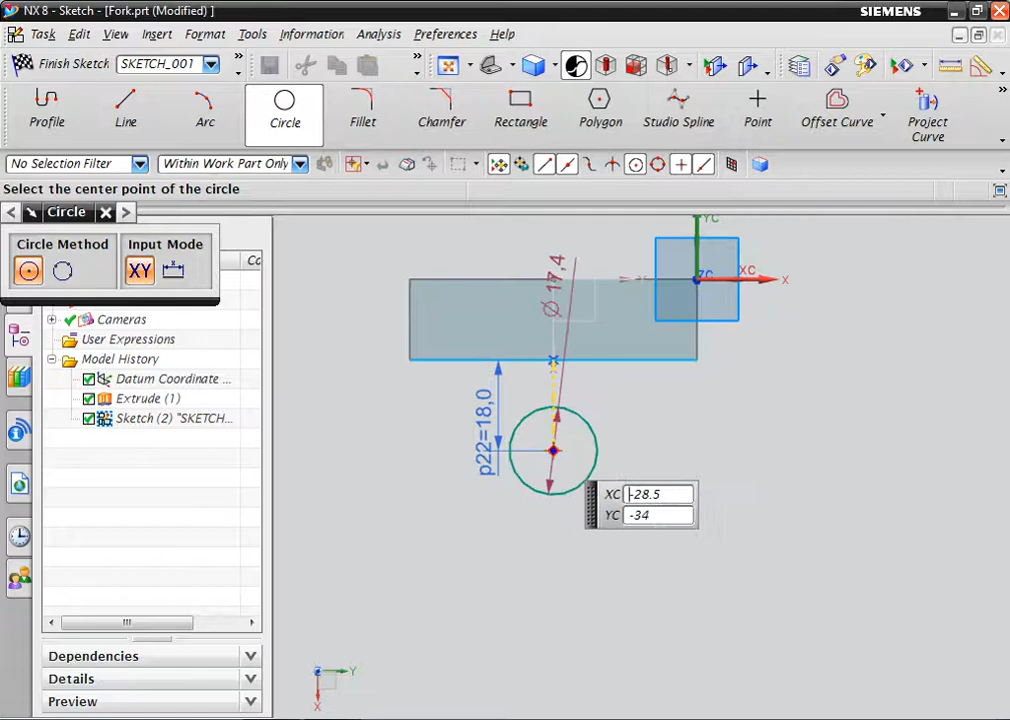 NX 8 - Sketch - [Fork.prt (Modified) ]
SIEMENS
Task Edit View Insert Format Tools Information Analysis Preferences Help
Finish Sketch SKETCH_001
Profile Line Arc Circle Fillet Chamfer Rectangle Polygon Studio Spline Point Offset Curve Project Curve
No Selection Filter Within Work Part Only
Select the center point of the circle
Circle
Circle Method Input Mode
XY
Co
Cameras
User Expressions
Model History
Datum Coordinate ...
Extrude (1)
Sketch (2) "SKETCH...
Dependencies
Details
Preview
YC
ZC
XC
X
Ø 17,4
p22=18,0
XC -28.5
YC -34
Y
X